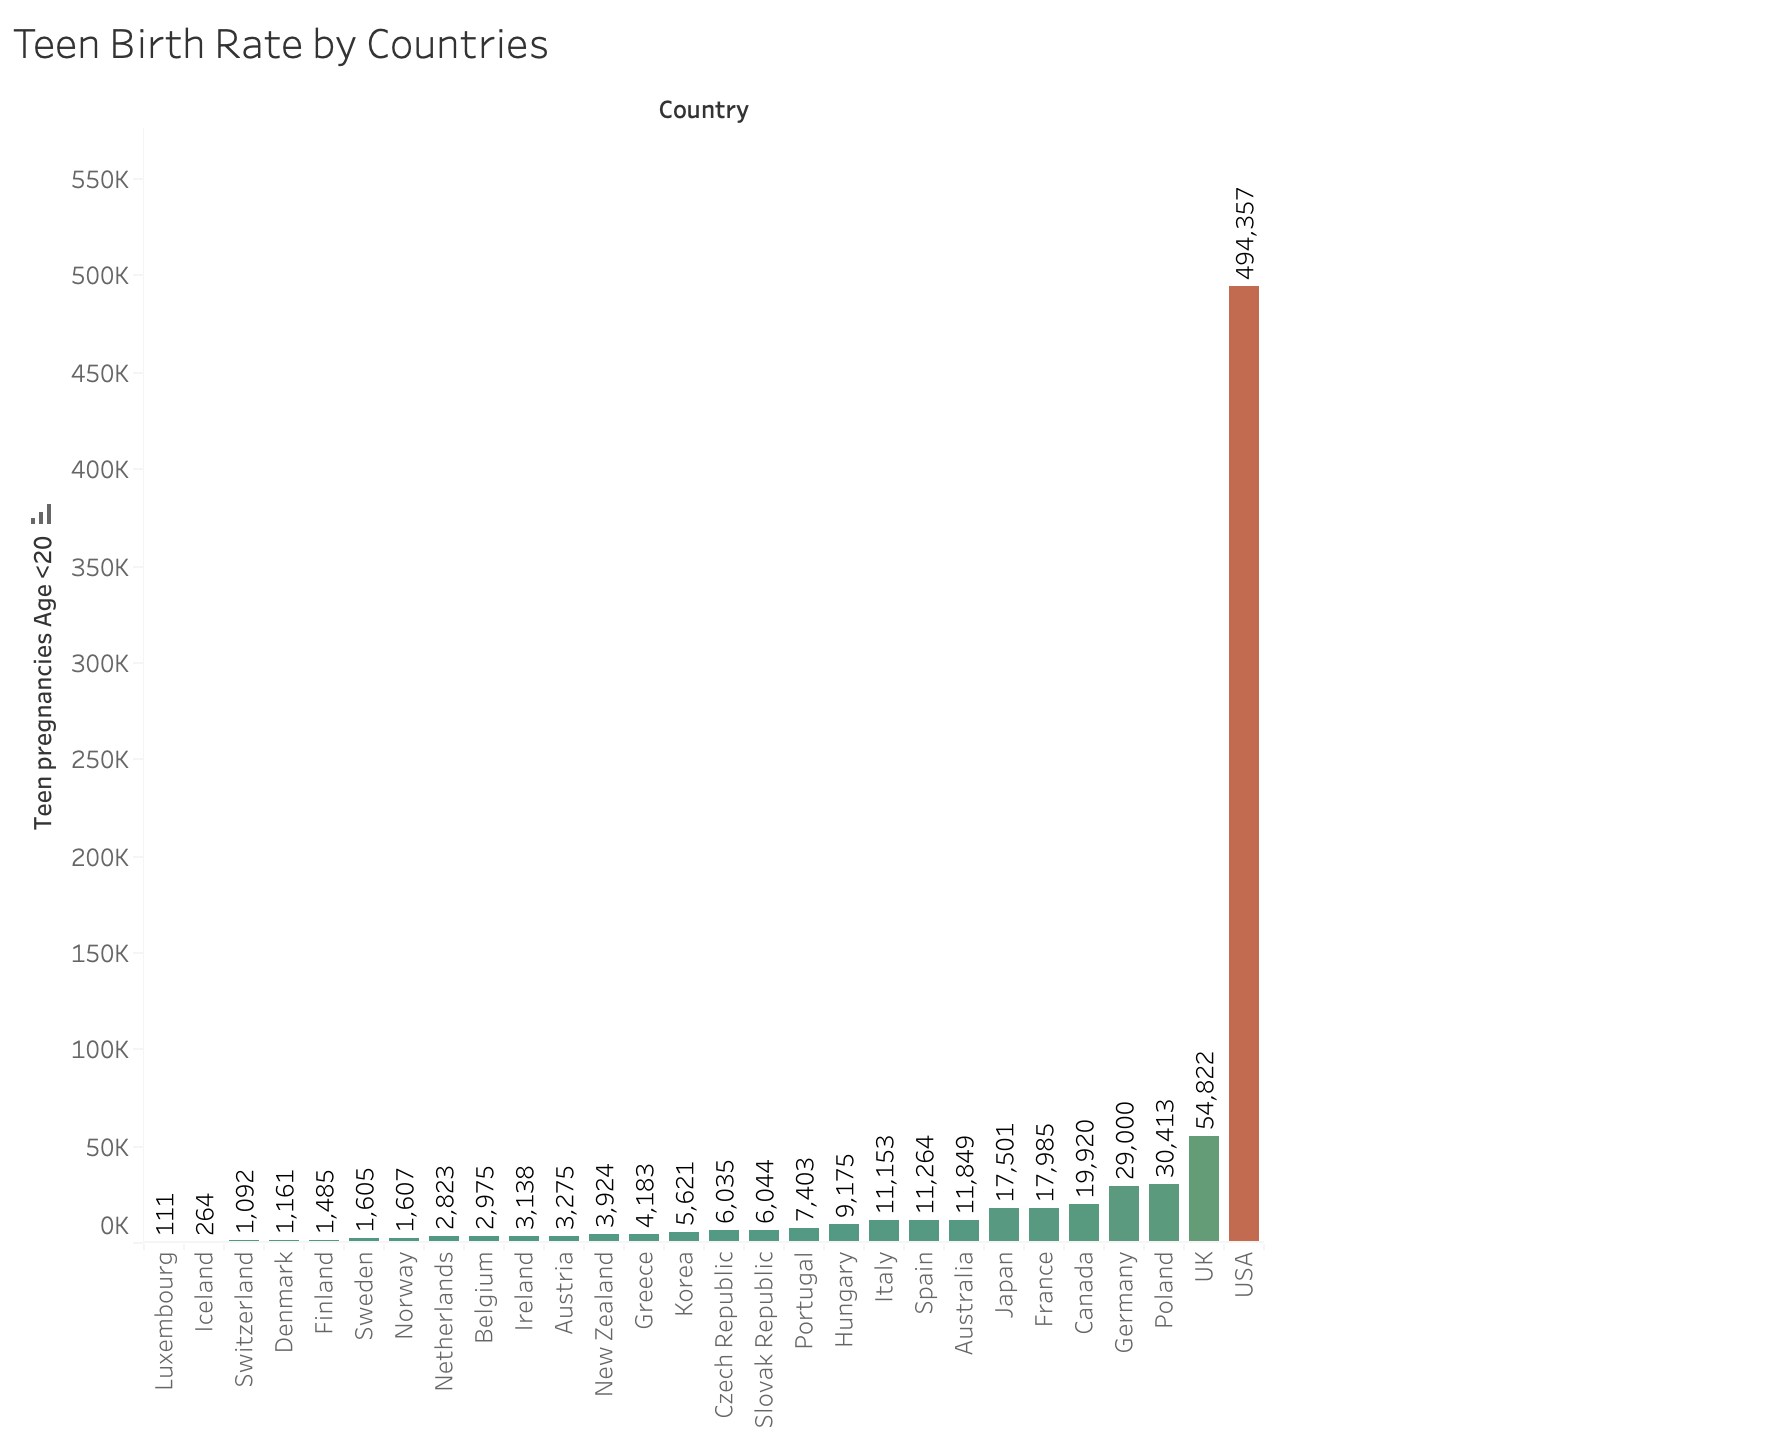 Teen Birth Rate by Countries
Country
Teen pregnancies Age <20
550K
500K
450K
400K
350K
300K
250K
200K
150K
100K
50K
0K
111
264
1,092
1,161
1,485
1,605
1,607
2,823
2,975
3,138
3,275
3,924
4,183
5,621
6,035
6,044
7,403
9,175
11,153
11,264
11,849
17,501
17,985
19,920
29,000
30,413
54,822
494,357
Luxembourg
Iceland
Switzerland
Denmark
Finland
Sweden
Norway
Netherlands
Belgium
Ireland
Austria
New Zealand
Greece
Korea
Czech Republic
Slovak Republic
Portugal
Hungary
Italy
Spain
Australia
Japan
France
Canada
Germany
Poland
UK
USA